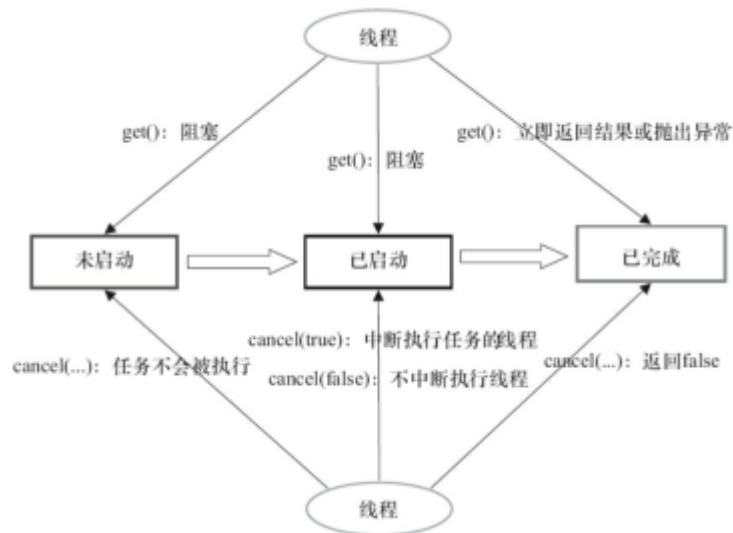 线程
get()：阻塞
get()：阻塞
get()：立即返回结果或抛出异常
未启动
已启动
已完成
cancel(true)：中断执行任务的线程
cancel(...)：任务不会被执行
cancel(false)：不中断执行线程
cancel(...)：返回false
线程